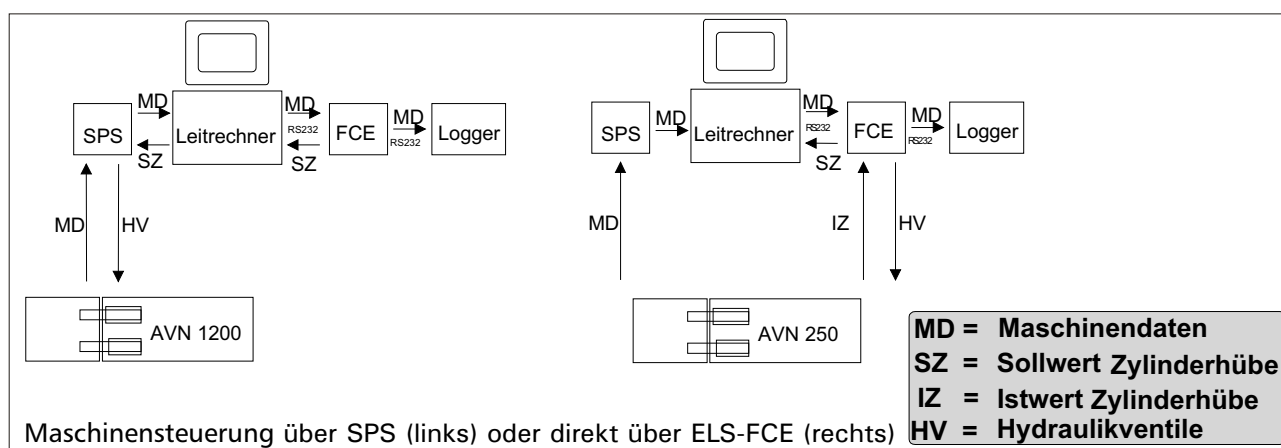 MD
MD
MD
SPS
Leitrechner
RS232
FCE
RS232
Logger
SZ
SZ
MD
HV
AVN 1200
MD
MD
MD
SPS
Leitrechner
RS232
FCE
RS232
Logger
SZ
MD
IZ
HV
AVN 250
MD = Maschinendaten
SZ = Sollwert Zylinderhübe
IZ = Istwert Zylinderhübe
HV = Hydraulikventile
Maschinensteuerung über SPS (links) oder direkt über ELS-FCE (rechts)